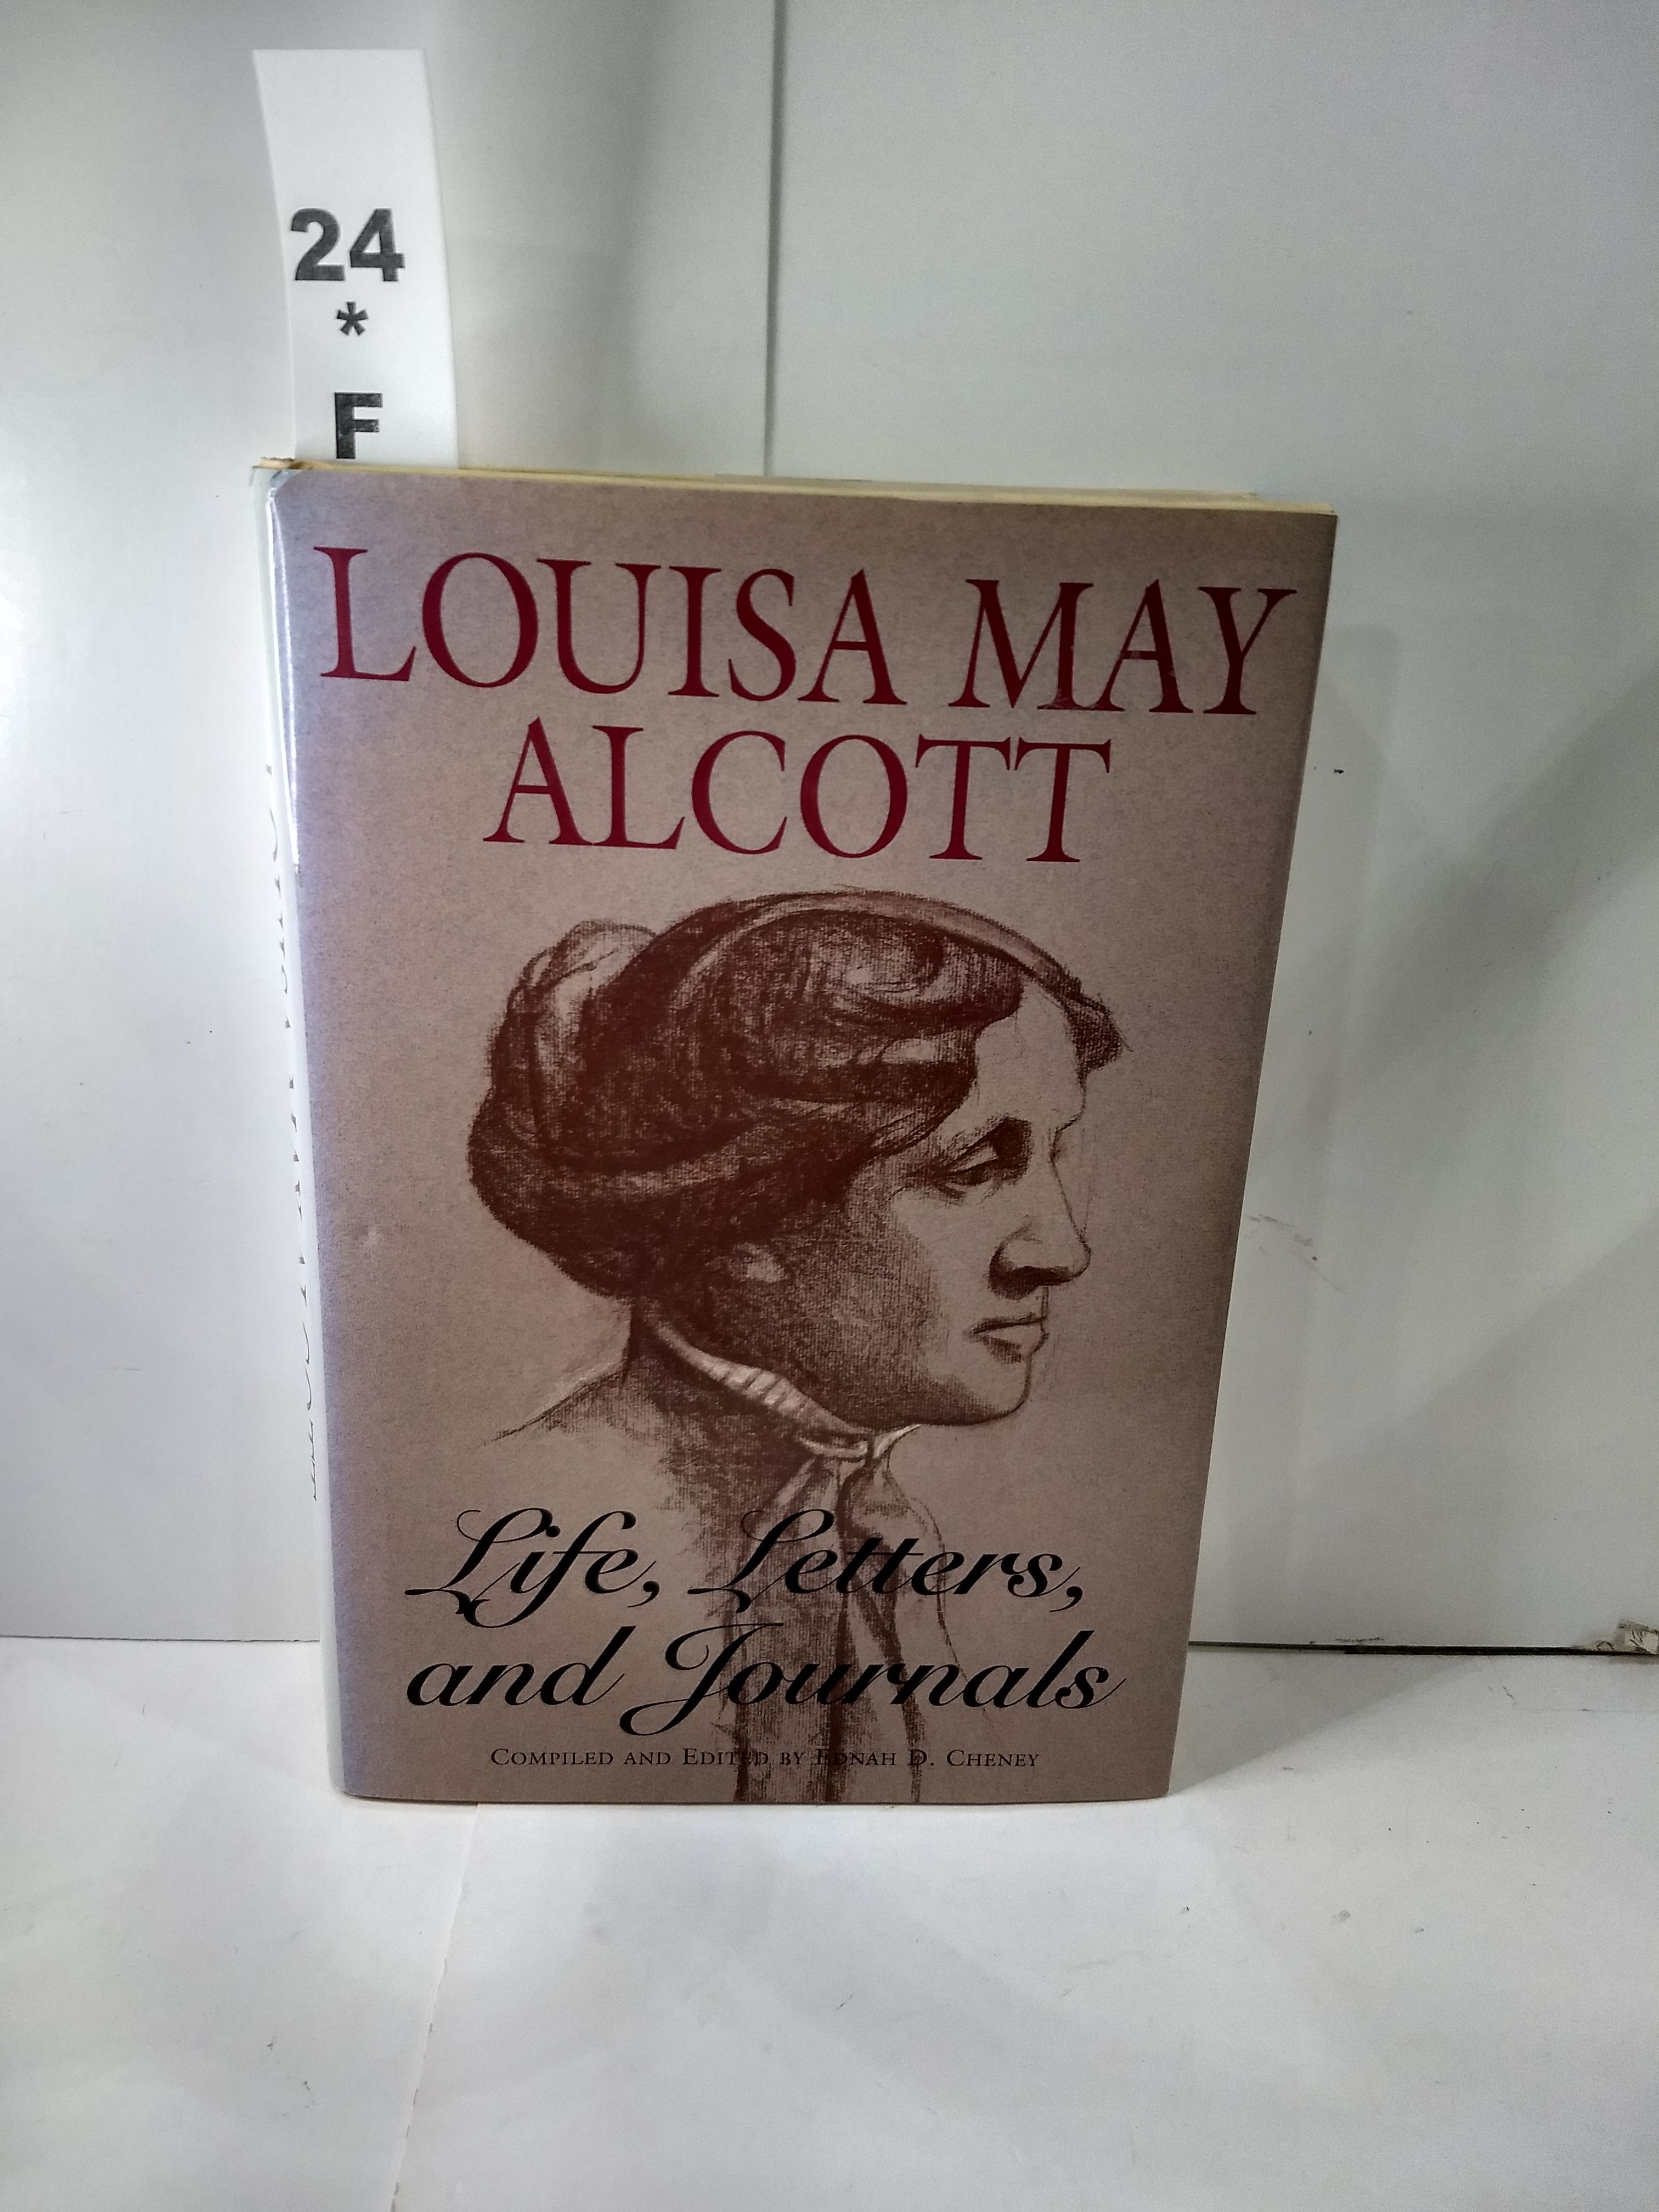 24
*
F
LOUISA MAY
ALCOTT
Life, Letters,
and Journals
COMPILED AND EDITED BY EDNAH D. CHENEY